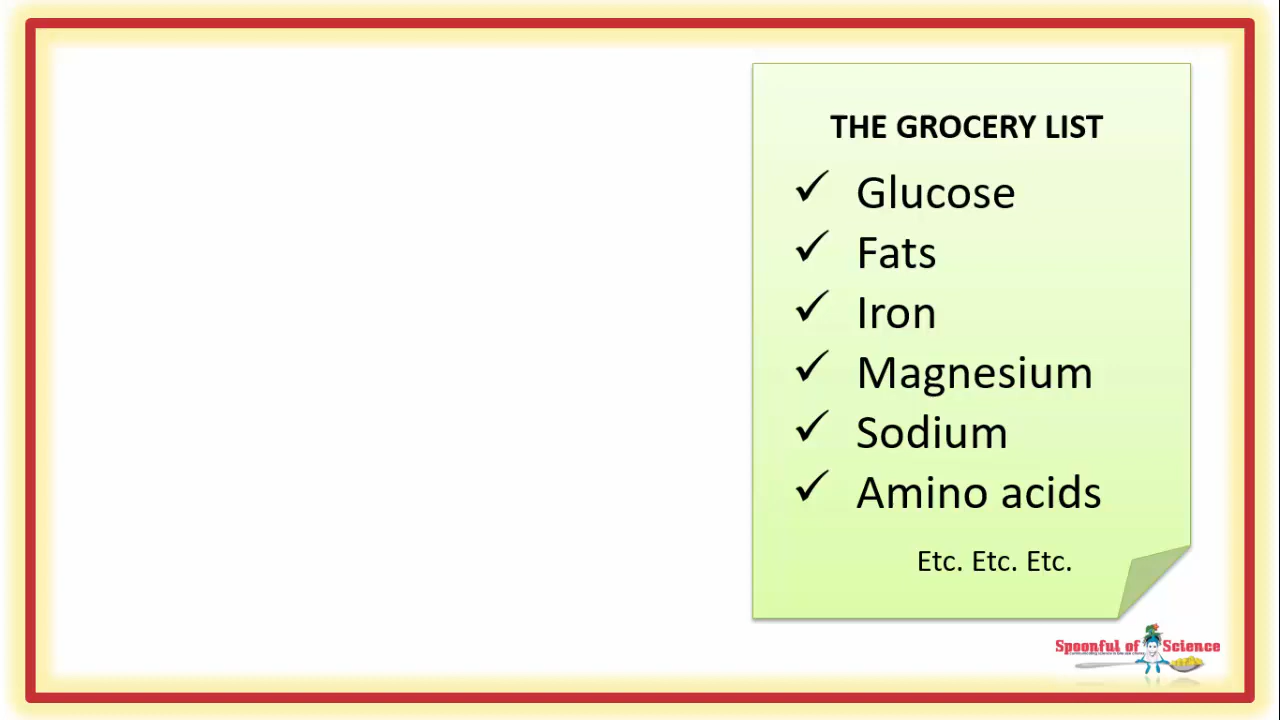 THE GROCERY LIST
✓ Glucose
✓ Fats
✓ Iron
✓ Magnesium
✓ Sodium
✓ Amino acids
Etc. Etc. Etc.
Spoonful of Science